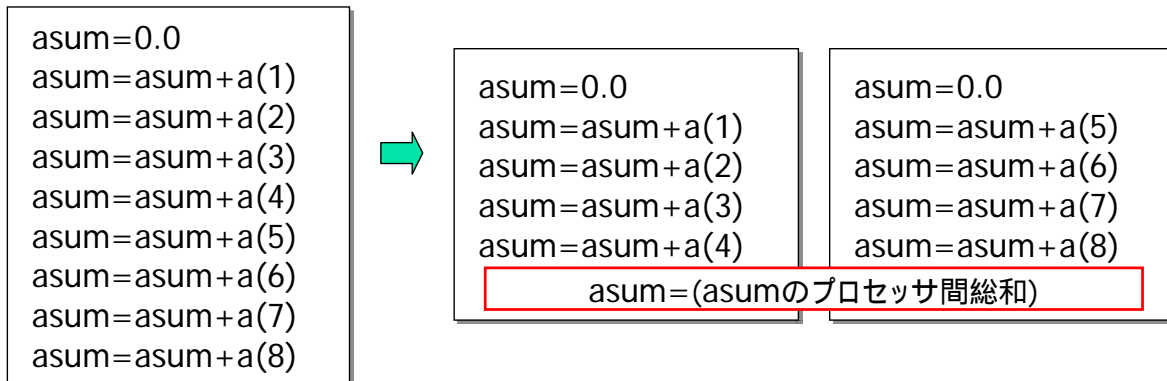 asum=0.0
asum=asum+a(1)
asum=asum+a(2)
asum=asum+a(3)
asum=asum+a(4)
asum=asum+a(5)
asum=asum+a(6)
asum=asum+a(7)
asum=asum+a(8)
asum=0.0
asum=asum+a(1)
asum=asum+a(2)
asum=asum+a(3)
asum=asum+a(4)
asum=0.0
asum=asum+a(5)
asum=asum+a(6)
asum=asum+a(7)
asum=asum+a(8)
asum=(asumのプロセッサ間総和)